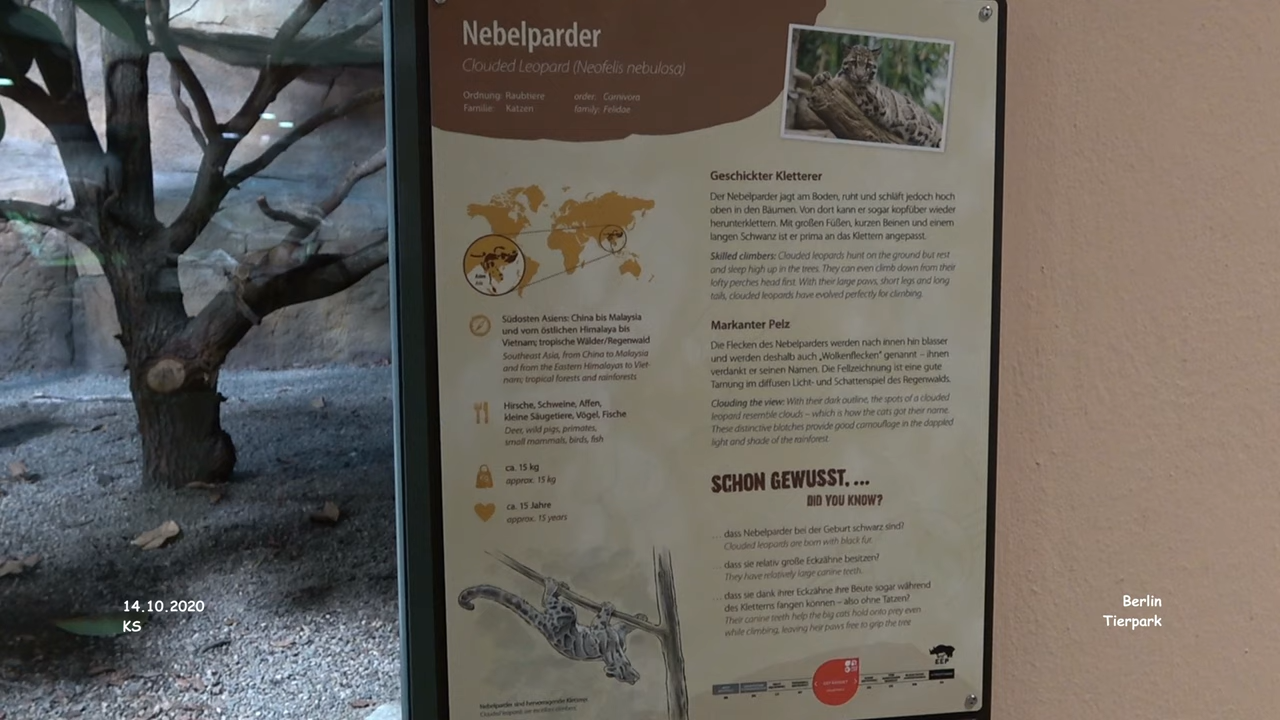 Nebelparder
Clouded Leopard (Neofelis nebulosa)
Ordnung: Raubtiere
Familie: Katzen
order: Carnivora
family: Felidae
Südosten Asiens: China bis Malaysia
und vom östlichen Himalaya bis
Vietnam; tropische Wälder/Regenwald
Southeast Asia, from China to Malaysia
and from the Eastern Himalayas to Viet-
nam; tropical forests and rainforests
Hirsche, Schweine, Affen,
kleine Säugetiere, Vögel, Fische
Deer, wild pigs, primates,
small mammals, birds, fish
ca. 15 kg
approx. 15 kg
ca. 15 Jahre
approx. 15 years
Nebelparder sind hervorragende Kletterer.
Clouded leopards are excellent climbers.
Geschickter Kletterer
Der Nebelparder jagt am Boden, ruht und schläft jedoch hoch
oben in den Bäumen. Von dort kann er sogar kopfüber wieder
herunterklettern. Mit großen Füßen, kurzen Beinen und einem
langen Schwanz ist er prima an das Klettern angepasst.
Skilled climbers: Clouded leopards hunt on the ground but rest
and sleep high up in the trees. They can even climb down from their
lofty perches head first. With their large paws, short legs and long
tails, clouded leopards have evolved perfectly for climbing.
Markanter Pelz
Die Flecken des Nebelparders werden nach innen hin blasser
und werden deshalb auch „Wolkenflecken" genannt – ihnen
verdankt er seinen Namen. Die Fellzeichnung ist eine gute
Tarnung im diffusen Licht- und Schattenspiel des Regenwalds.
Clouding the view: With their dark outline, the spots of a clouded
leopard resemble clouds – which is how the cats got their name.
These distinctive blotches provide good camouflage in the dappled
light and shade of the rainforest.
SCHON GEWUSST, ...
DID YOU KNOW?
... dass Nebelparder bei der Geburt schwarz sind?
Clouded leopards are born with black fur.
... dass sie relativ große Eckzähne besitzen?
They have relatively large canine teeth.
... dass sie dank ihrer Eckzähne ihre Beute sogar während
des Kletterns fangen können – also ohne Tatzen?
Their canine teeth help the big cats hold onto prey even
while climbing, leaving heir paws free to grip the tree
EEP
14.10.2020
KS
Berlin
Tierpark